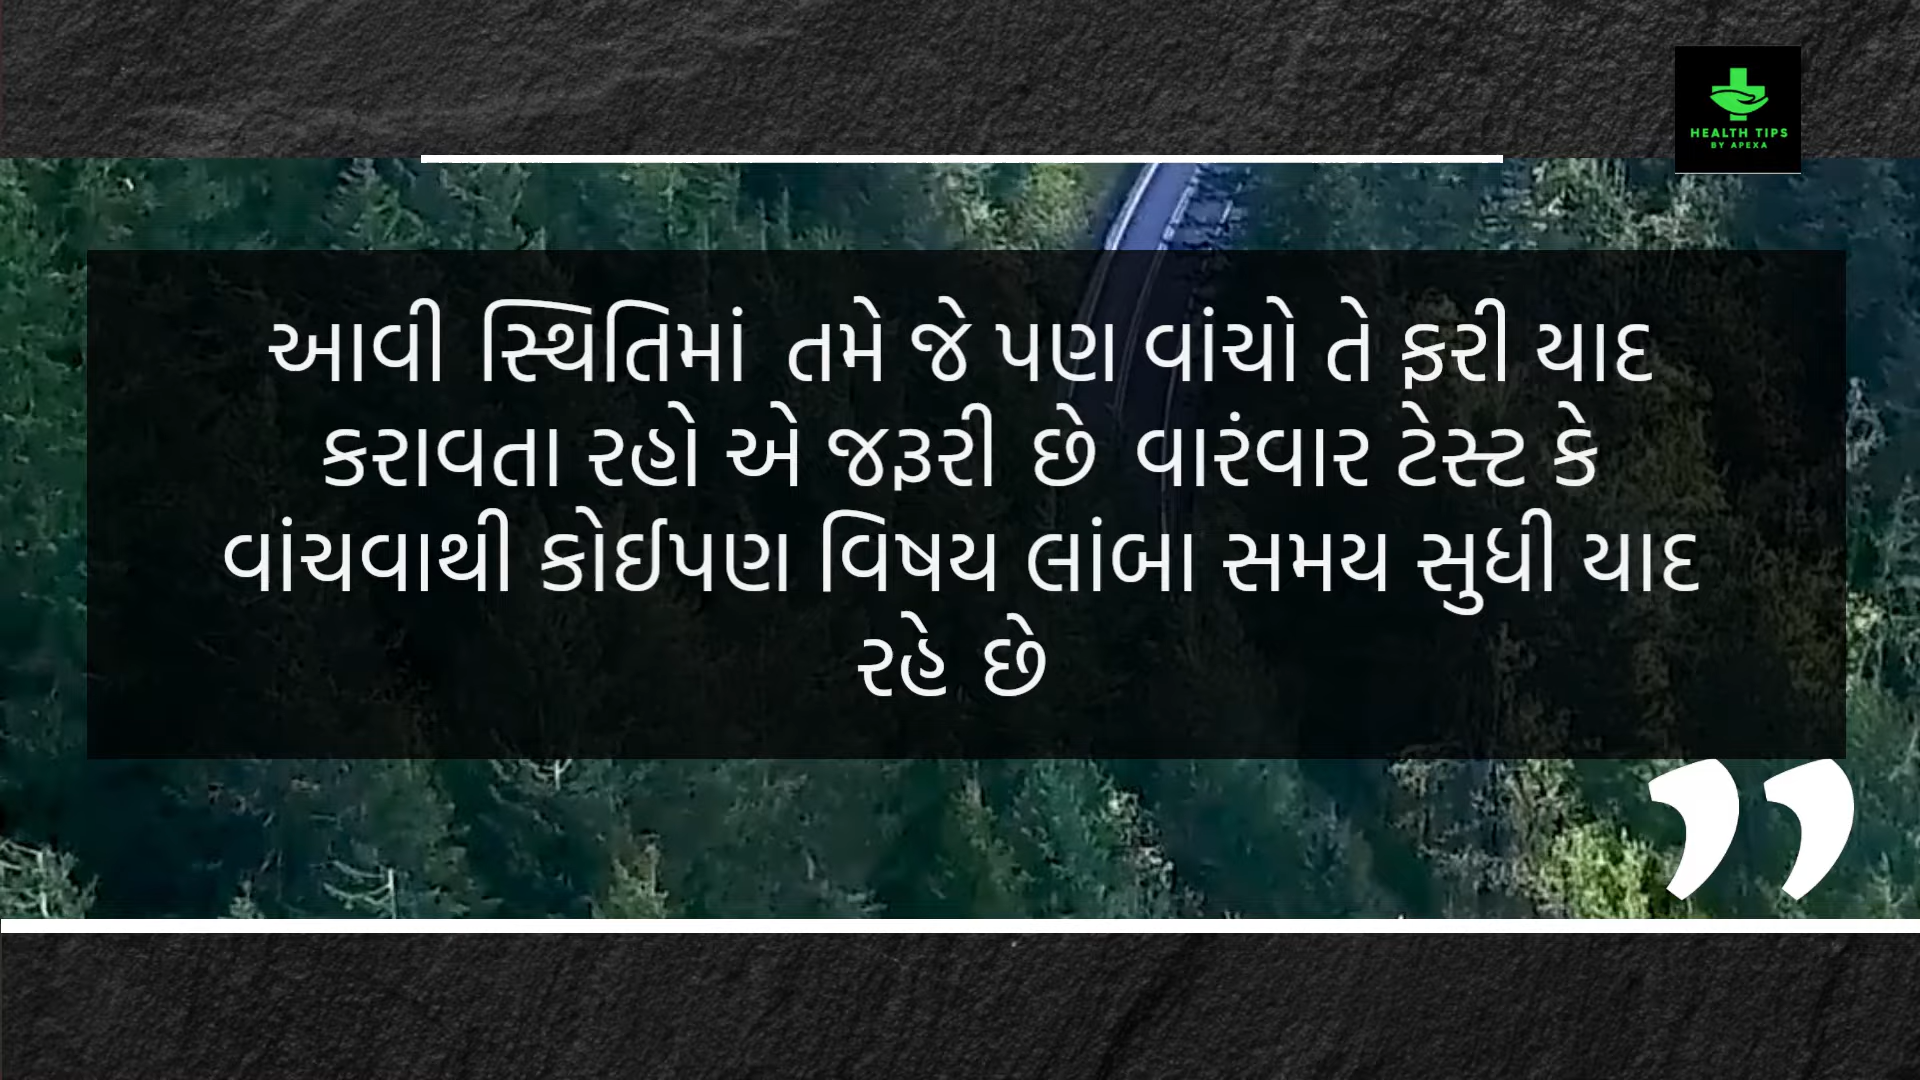 HEALTH TIPS
BY APEXA
આવી સ્થિતિમાં તમે જે પણ વાંચો તે ફરી યાદ
કરાવતા રહો એ જરૂરી છે વારંવાર ટેસ્ટ કે
વાંચવાથી કોઈપણ વિષય લાંબા સમય સુધી યાદ
રહે છે
”